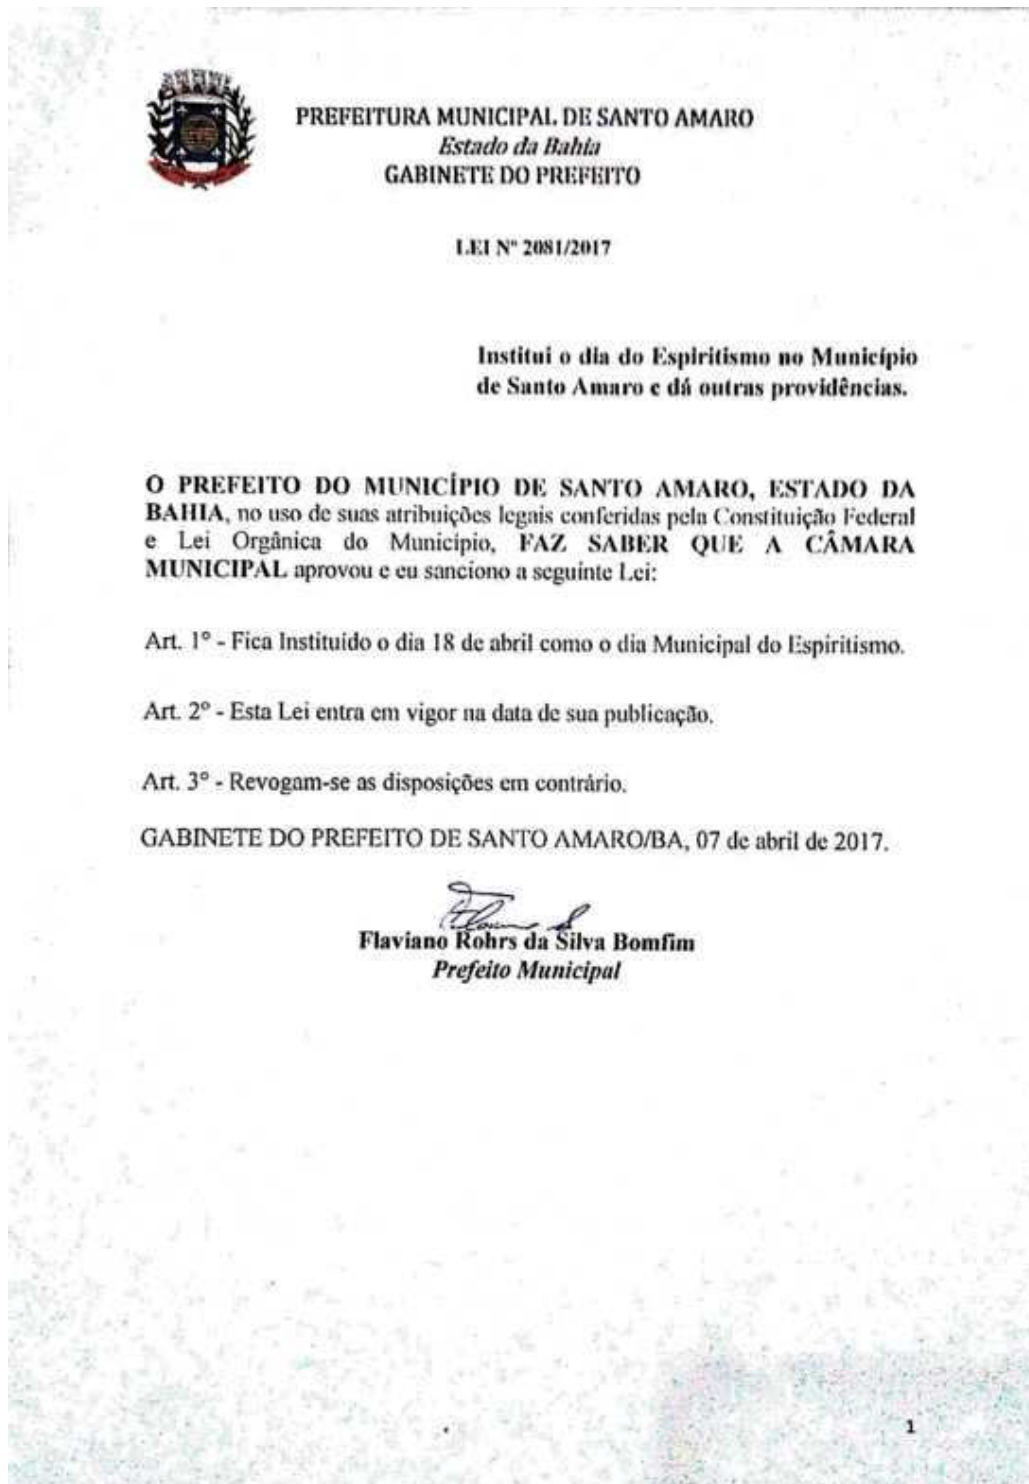 PREFEITURA MUNICIPAL DE SANTO AMARO
Estado da Bahia
GABINETE DO PREFEITO
LEI Nº 2081/2017
Institui o dia do Espiritismo no Município
de Santo Amaro e dá outras providências.
O PREFEITO DO MUNICÍPIO DE SANTO AMARO, ESTADO DA
BAHIA, no uso de suas atribuições legais conferidas pela Constituição Federal
e Lei Orgânica do Município, FAZ SABER QUE A CÂMARA
MUNICIPAL aprovou e eu sanciono a seguinte Lei:
Art. 1º - Fica Instituído o dia 18 de abril como o dia Municipal do Espiritismo.
Art. 2º - Esta Lei entra em vigor na data de sua publicação.
Art. 3º - Revogam-se as disposições em contrário.
GABINETE DO PREFEITO DE SANTO AMARO/BA, 07 de abril de 2017.
Flaviano Rohrs da Silva Bomfim
Prefeito Municipal
1